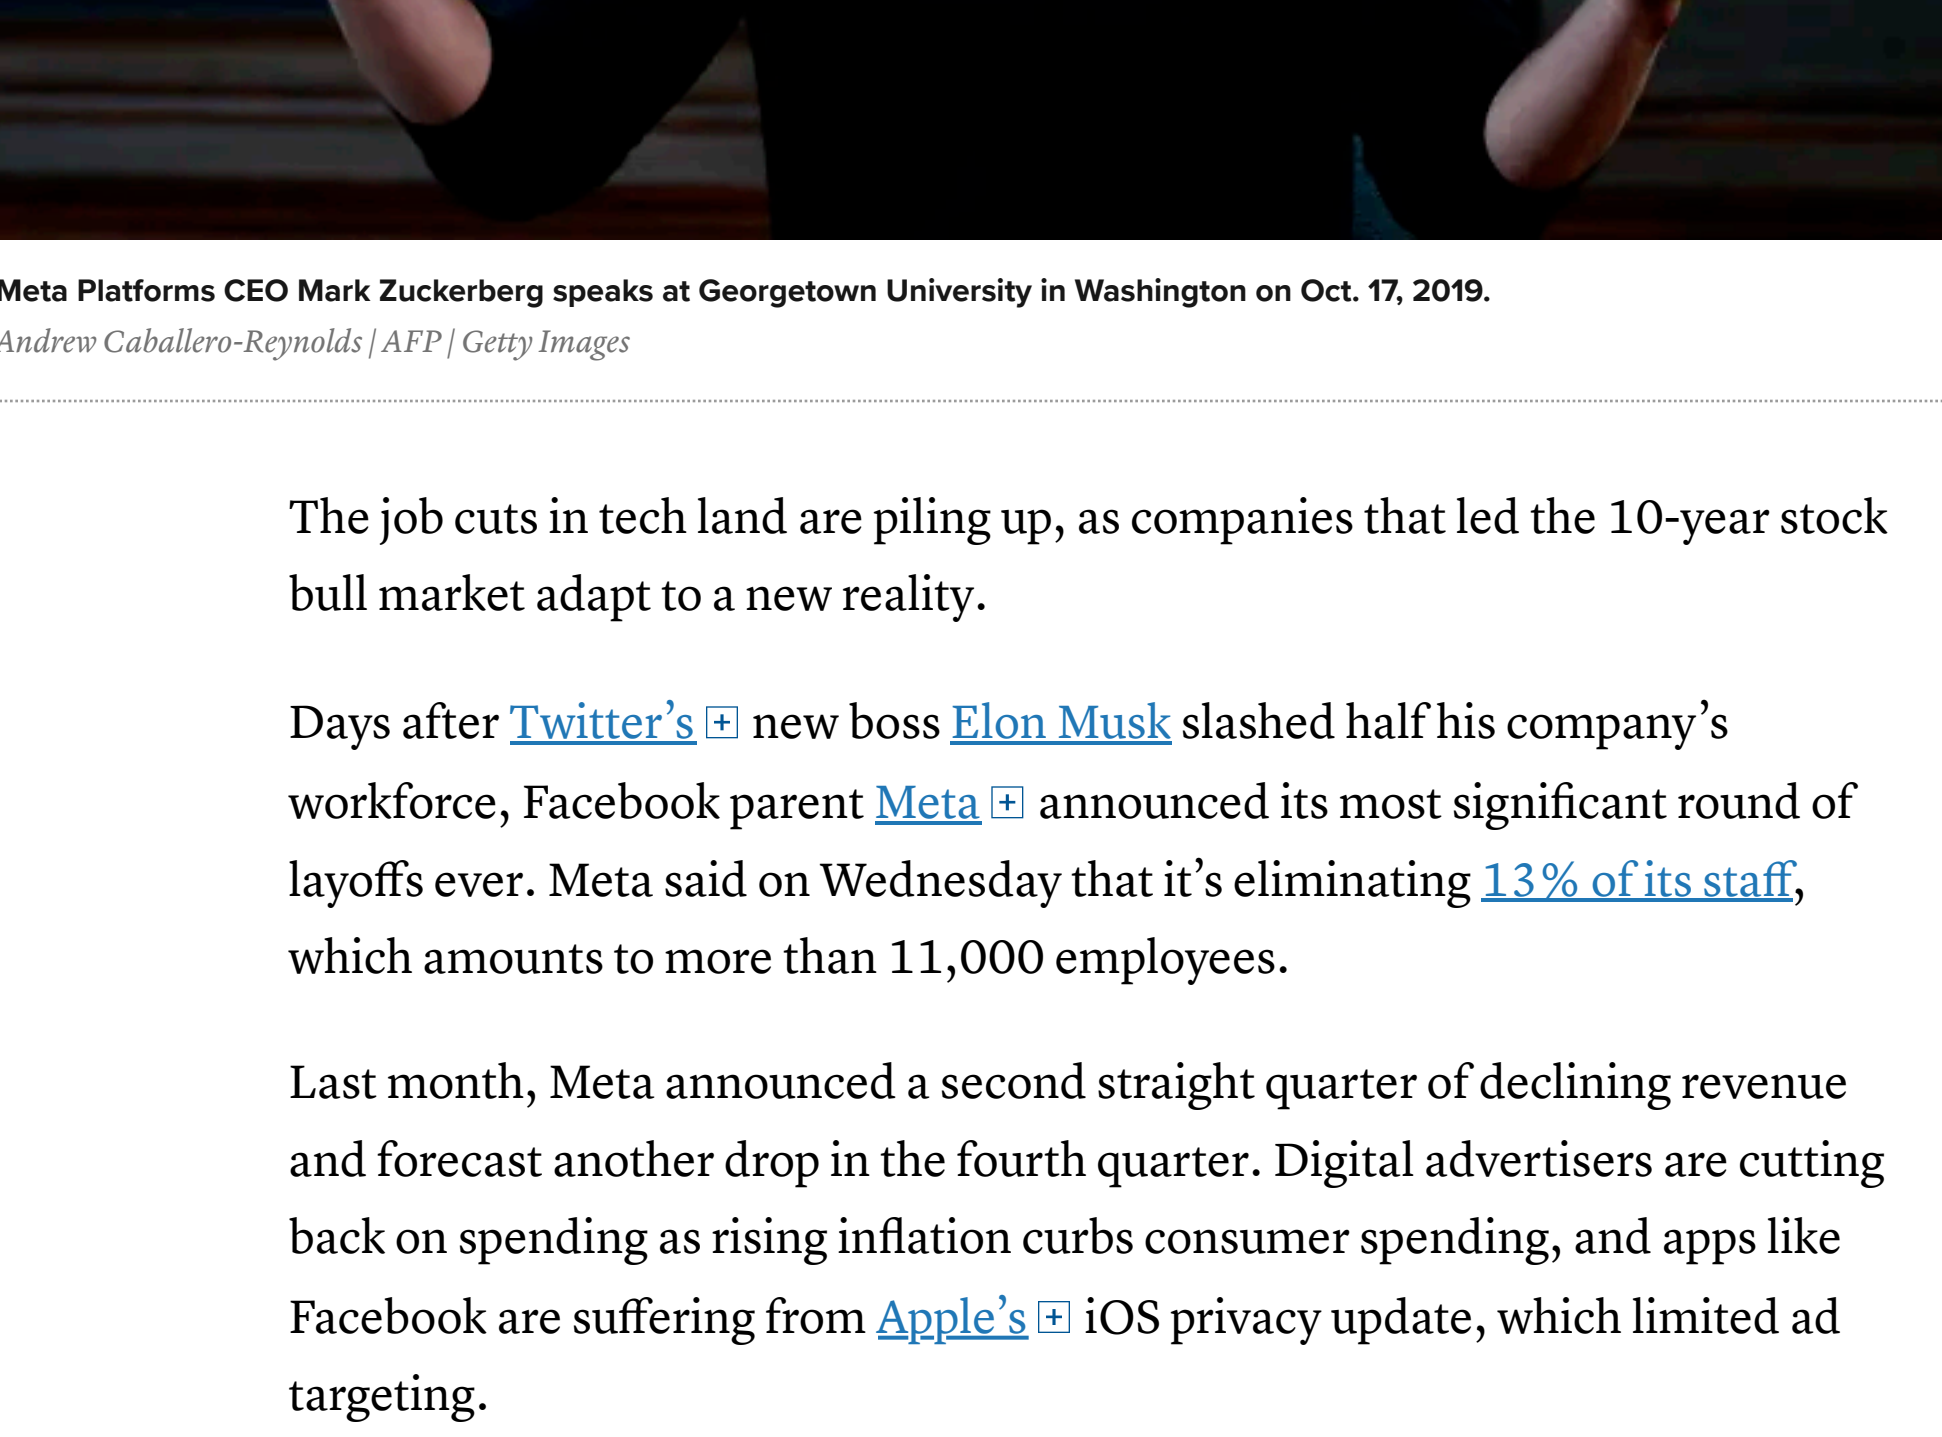 Meta Platforms CEO Mark Zuckerberg speaks at Georgetown University in Washington on Oct. 17, 2019.
Andrew Caballero-Reynolds | AFP | Getty Images
The job cuts in tech land are piling up, as companies that led the 10-year stock
bull market adapt to a new reality.
Days after Twitter’s + new boss Elon Musk slashed half his company’s
workforce, Facebook parent Meta + announced its most significant round of
layoffs ever. Meta said on Wednesday that it’s eliminating 13% of its staff,
which amounts to more than 11,000 employees.
Last month, Meta announced a second straight quarter of declining revenue
and forecast another drop in the fourth quarter. Digital advertisers are cutting
back on spending as rising inflation curbs consumer spending, and apps like
Facebook are suffering from Apple’s + iOS privacy update, which limited ad
targeting.